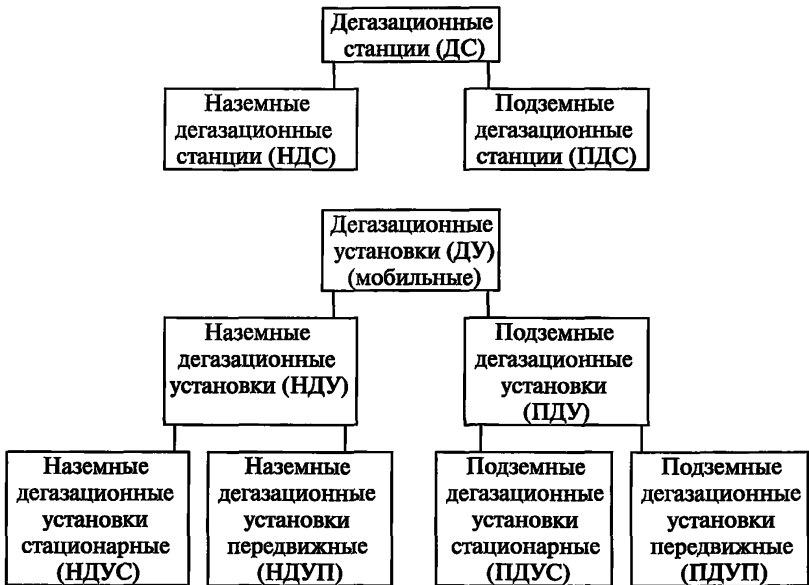 Дегазационные
станции (ДС)
Наземные
дегазационные
станции (НДС)
Подземные
дегазационные
станции (ПДС)
Дегазационные
установки (ДУ)
(мобильные)
Наземные
дегазационные
установки (НДУ)
Подземные
дегазационные
установки
(ПДУ)
Наземные
дегазационные
установки
стационарные
(НДУС)
Наземные
дегазационные
установки
передвижные
(НДУП)
Подземные
дегазационные
установки
стационарные
(ПДУС)
Подземные
дегазационные
установки
передвижные
(ПДУП)